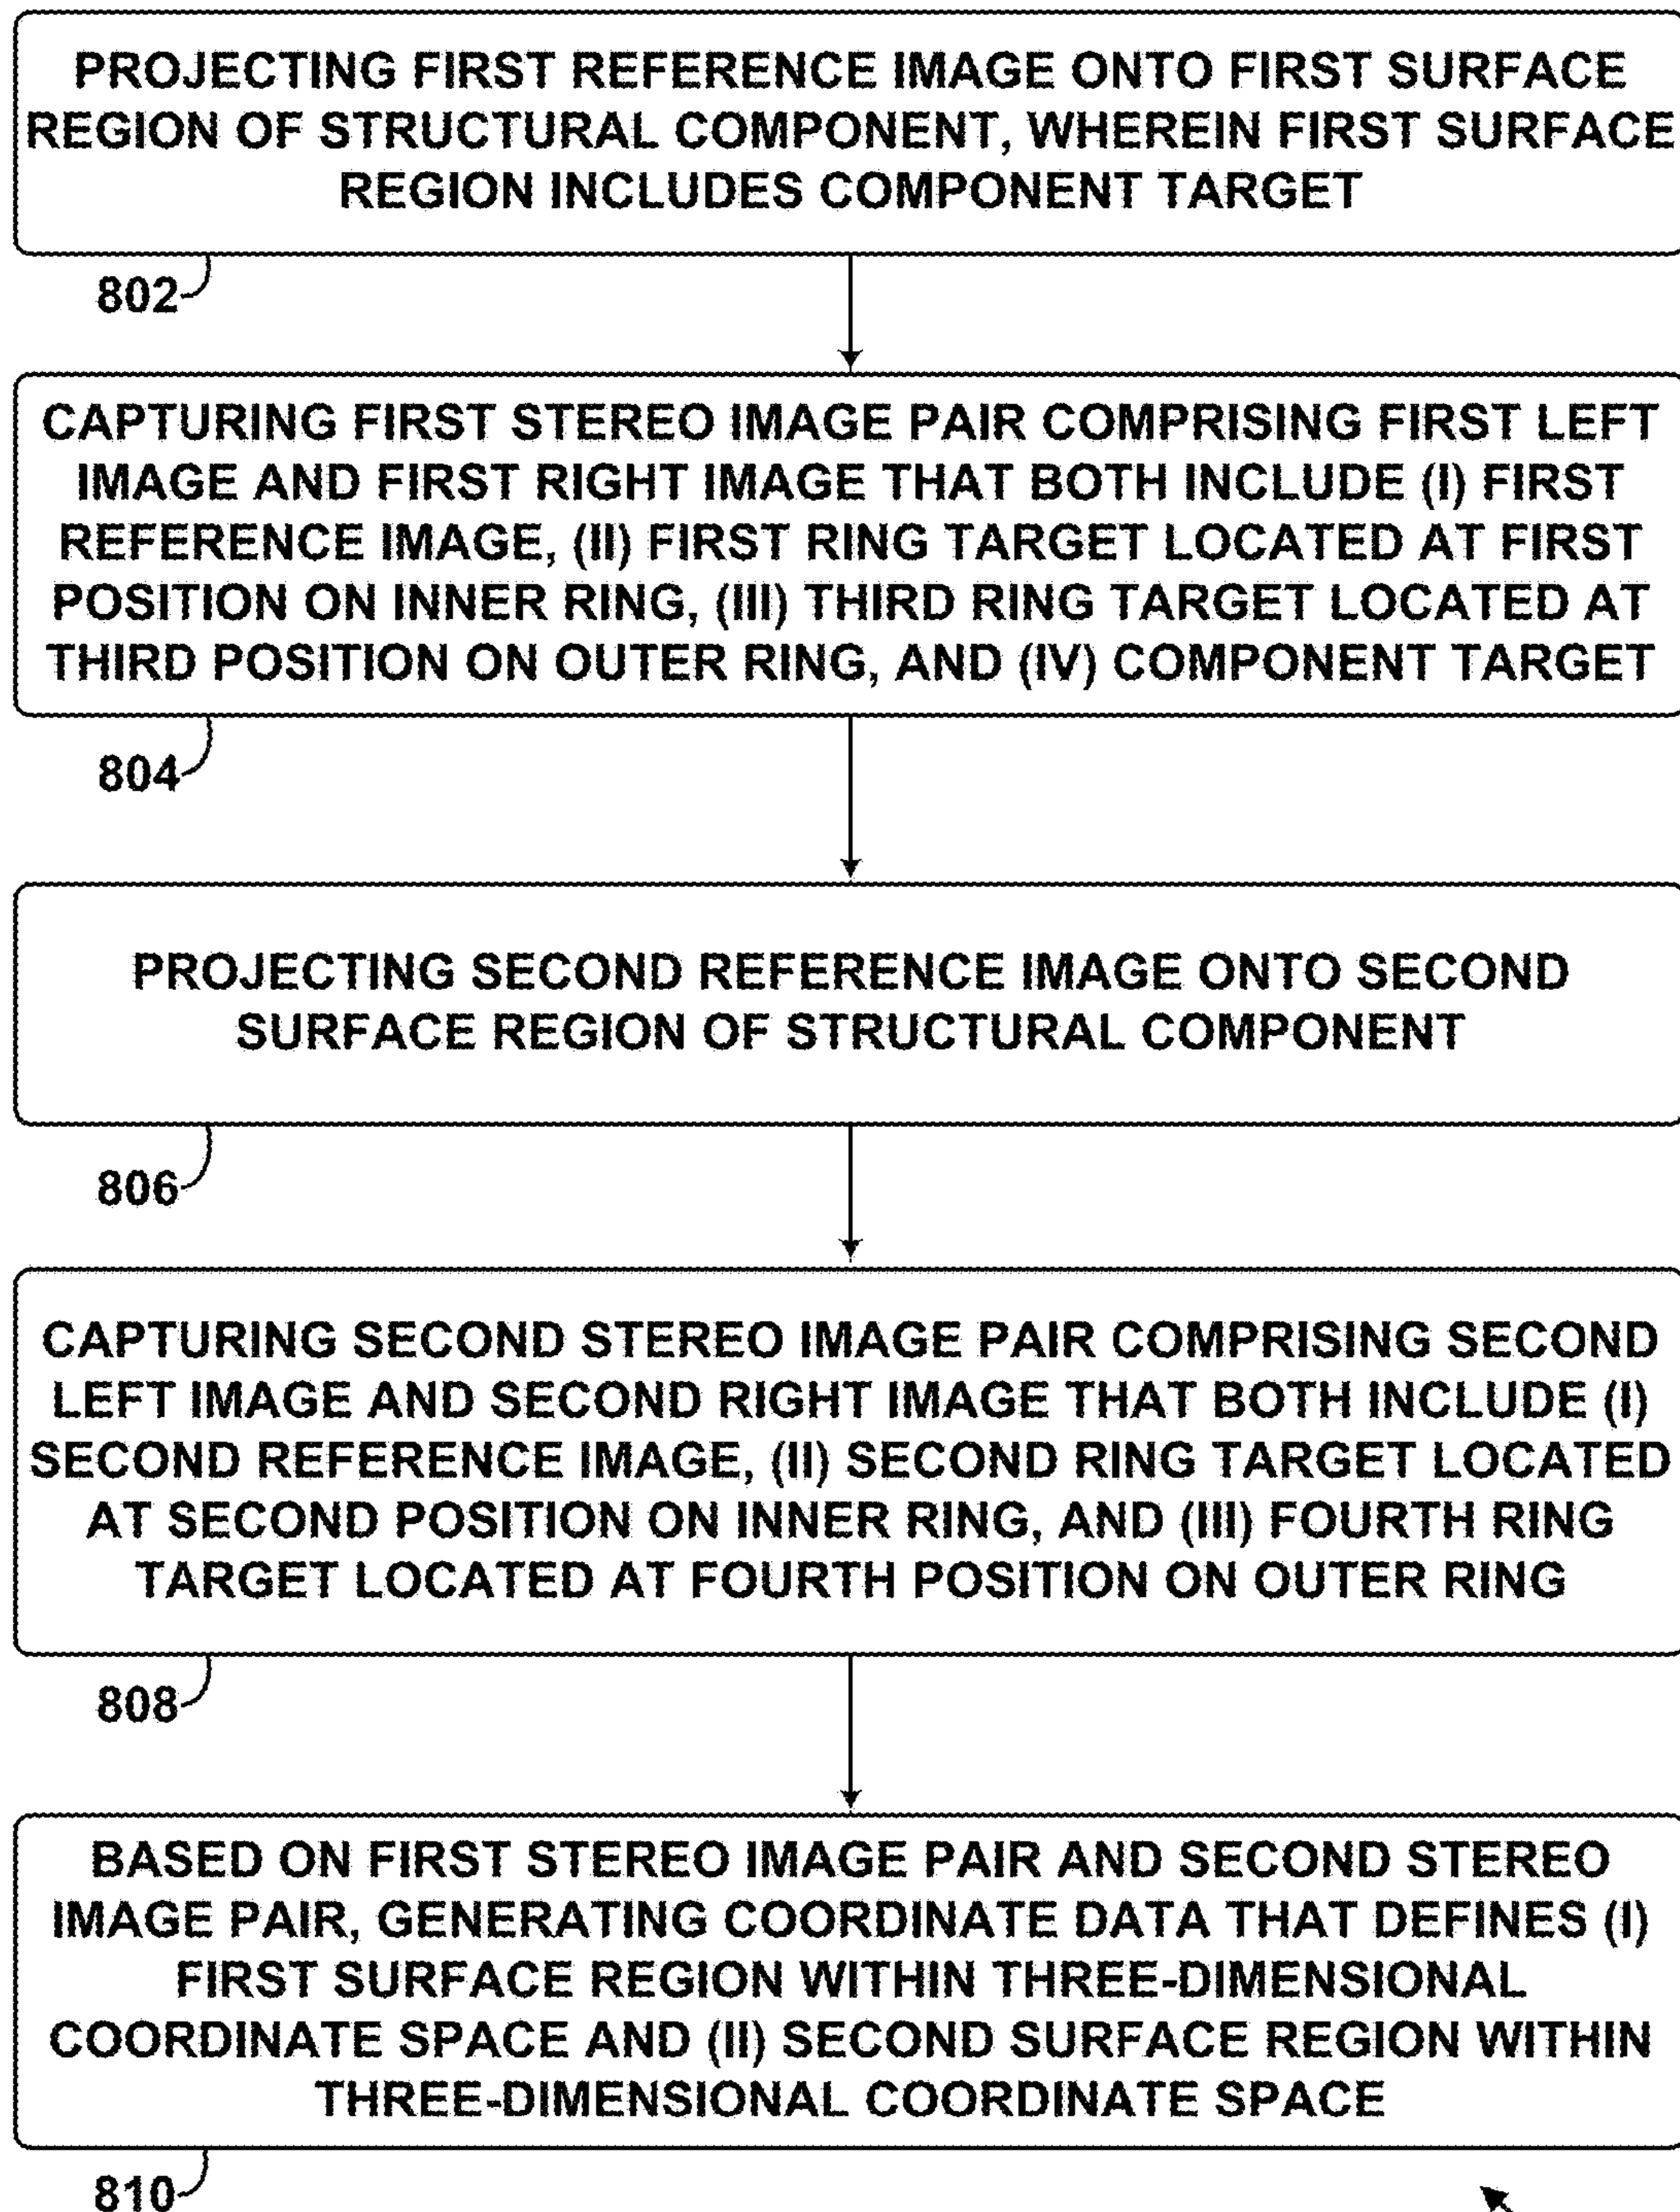 PROJECTING FIRST REFERENCE IMAGE ONTO FIRST SURFACE
REGION OF STRUCTURAL COMPONENT, WHEREIN FIRST SURFACE
REGION INCLUDES COMPONENT TARGET
802
CAPTURING FIRST STEREO IMAGE PAIR COMPRISING FIRST LEFT
IMAGE AND FIRST RIGHT IMAGE THAT BOTH INCLUDE (I) FIRST
REFERENCE IMAGE, (II) FIRST RING TARGET LOCATED AT FIRST
POSITION ON INNER RING, (III) THIRD RING TARGET LOCATED AT
THIRD POSITION ON OUTER RING, AND (IV) COMPONENT TARGET
804
PROJECTING SECOND REFERENCE IMAGE ONTO SECOND
SURFACE REGION OF STRUCTURAL COMPONENT
806
CAPTURING SECOND STEREO IMAGE PAIR COMPRISING SECOND
LEFT IMAGE AND SECOND RIGHT IMAGE THAT BOTH INCLUDE (I)
SECOND REFERENCE IMAGE, (II) SECOND RING TARGET LOCATED
AT SECOND POSITION ON INNER RING, AND (III) FOURTH RING
TARGET LOCATED AT FOURTH POSITION ON OUTER RING
808
BASED ON FIRST STEREO IMAGE PAIR AND SECOND STEREO
IMAGE PAIR, GENERATING COORDINATE DATA THAT DEFINES (I)
FIRST SURFACE REGION WITHIN THREE-DIMENSIONAL
COORDINATE SPACE AND (II) SECOND SURFACE REGION WITHIN
THREE-DIMENSIONAL COORDINATE SPACE
810